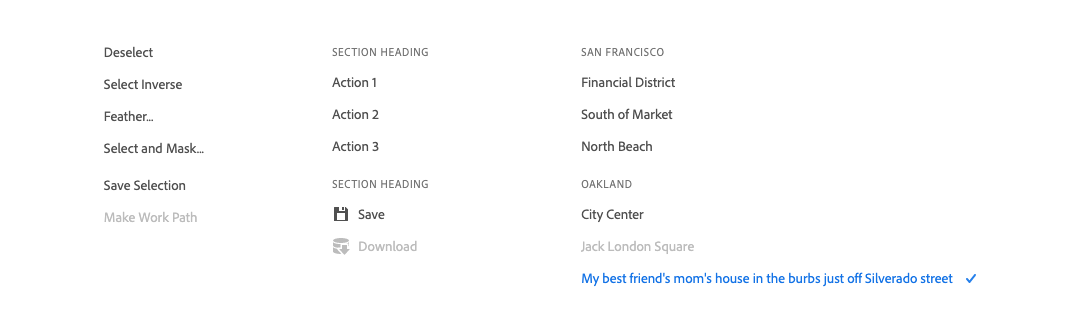 Deselect
Select Inverse
Feather...
Select and Mask...
Save Selection
Make Work Path
SECTION HEADING
Action 1
Action 2
Action 3
SECTION HEADING
Save
Download
SAN FRANCISCO
Financial District
South of Market
North Beach
OAKLAND
City Center
Jack London Square
My best friend's mom's house in the burbs just off Silverado street